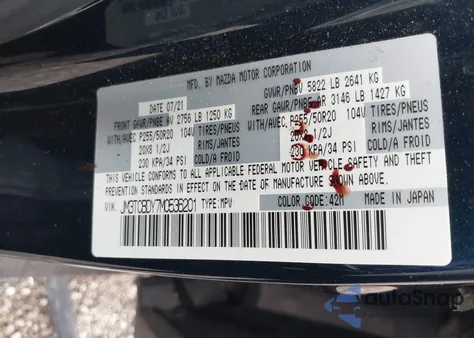 MFD. BY MAZDA MOTOR CORPORATION
DATE 07/21 GVWR/PNBV 5822 LB 2641 KG
FRONT GAWR/PNBE AV 2756 LB 1250 KG REAR GAWR/PNBE AR 3146 LB 1427 KG
WITH/AVEC P255/50R20 104V TIRES/PNEUS WITH/AVEC P255/50R20 104V TIRES/PNEUS
20X8 1/2J RIMS/JANTES 20X8 1/2J RIMS/JANTES
230 KPA/34 PSI COLD/A FROID 230 KPA/34 PSI COLD/A FROID
THIS VEHICLE CONFORMS TO ALL APPLICABLE FEDERAL MOTOR VEHICLE SAFETY AND THEFT
PREVENTION STANDARDS IN EFFECT ON THE DATE OF MANUFACTURE SHOWN ABOVE.
VIN: JM3TCBDY7M0536201 TYPE:MPV COLOR CODE:42M MADE IN JAPAN
autoSnap